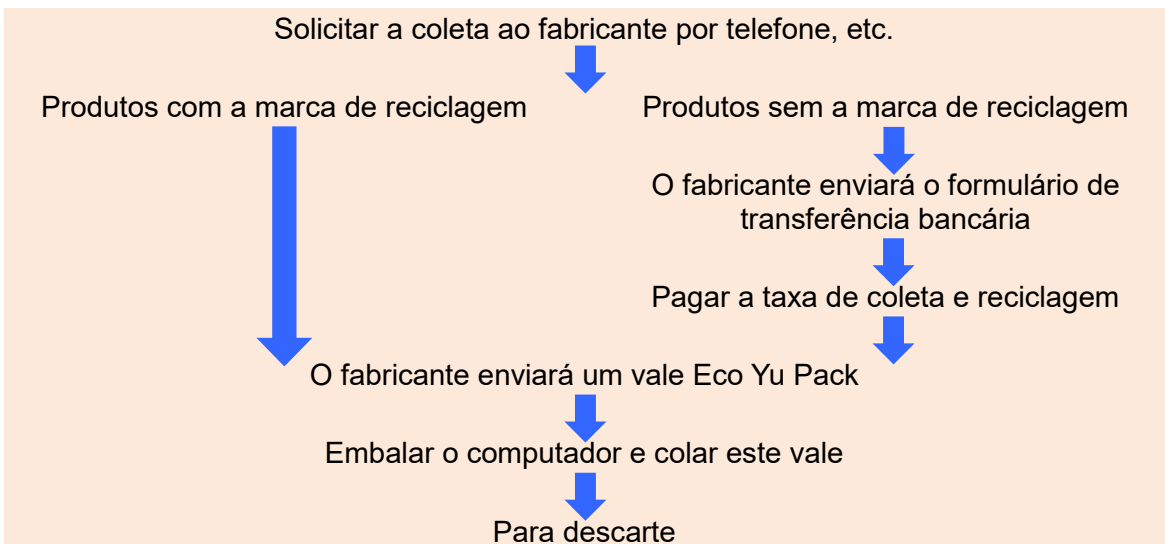 Solicitar a coleta ao fabricante por telefone, etc.
Produtos com a marca de reciclagem
Produtos sem a marca de reciclagem
O fabricante enviará o formulário de
transferência bancária
Pagar a taxa de coleta e reciclagem
O fabricante enviará um vale Eco Yu Pack
Embalar o computador e colar este vale
Para descarte